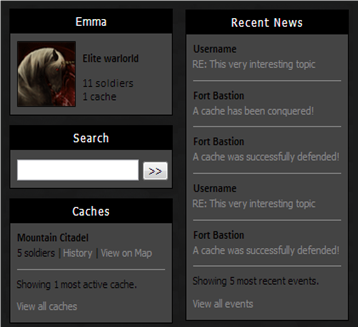 Emma
Elite warlorld
11 soldiers
1 cache
Search
>>
Caches
Mountain Citadel
5 soldiers | History | View on Map
Showing 1 most active cache.
View all caches
Recent News
Username
RE: This very interesting topic
Fort Bastion
A cache has been conquered!
Fort Bastion
A cache was successfully defended!
Username
RE: This very interesting topic
Fort Bastion
A cache was successfully defended!
Showing 5 most recent events.
View all events